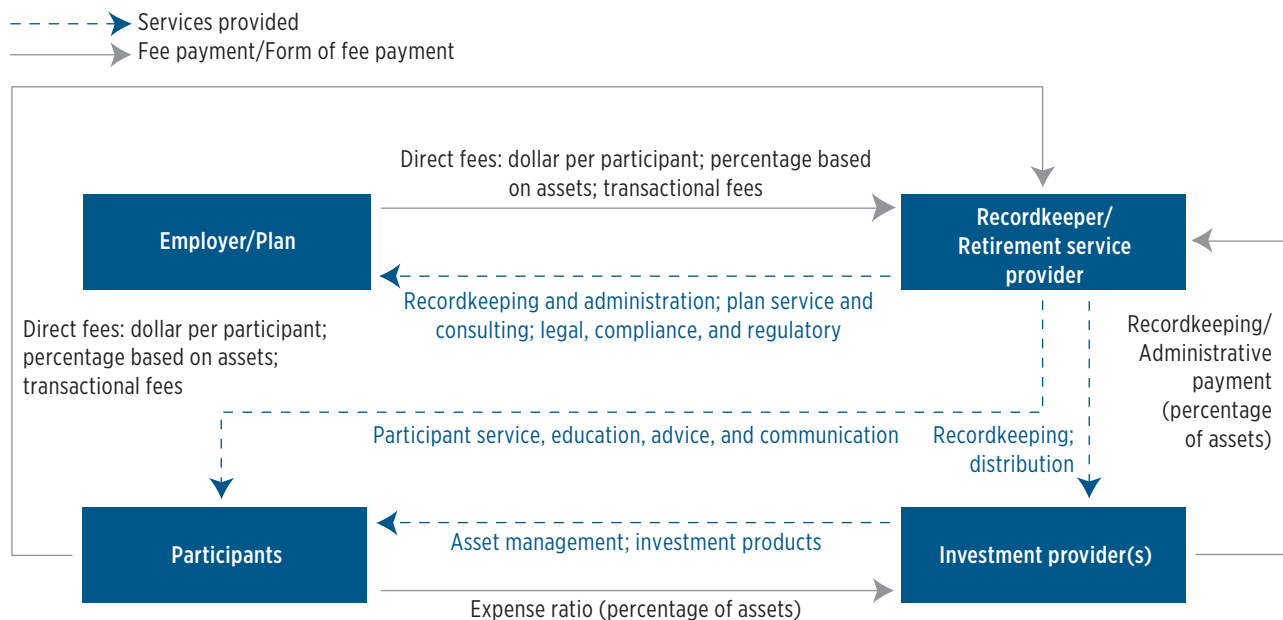 Services provided
Fee payment/Form of fee payment
Direct fees: dollar per participant; percentage based
on assets; transactional fees
Employer/Plan
Recordkeeper/
Retirement service
provider
Recordkeeping and administration; plan service and
consulting; legal, compliance, and regulatory
Direct fees: dollar per participant;
percentage based on assets;
transactional fees
Recordkeeping/
Administrative
payment
(percentage
of assets)
Participant service, education, advice, and communication
Recordkeeping;
distribution
Participants
Asset management; investment products
Investment provider(s)
Expense ratio (percentage of assets)